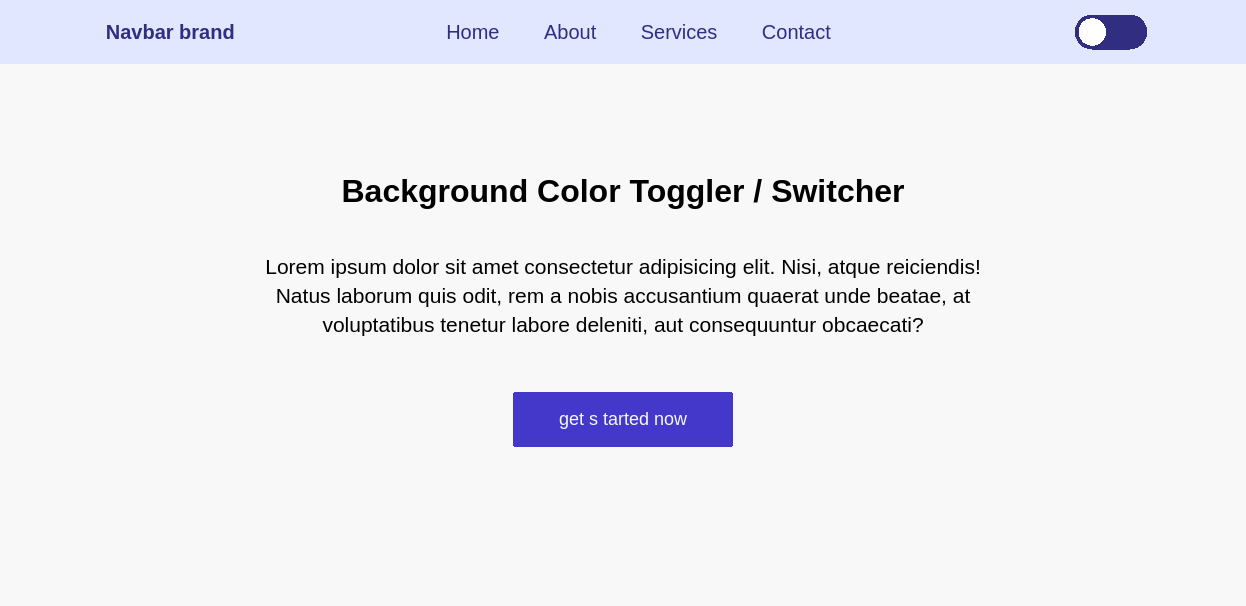 Navbar brand
Home
About
Services
Contact
Background Color Toggler / Switcher
Lorem ipsum dolor sit amet consectetur adipisicing elit. Nisi, atque reiciendis!
Natus laborum quis odit, rem a nobis accusantium quaerat unde beatae, at
voluptatibus tenetur labore deleniti, aut consequuntur obcaecati?
get s tarted now